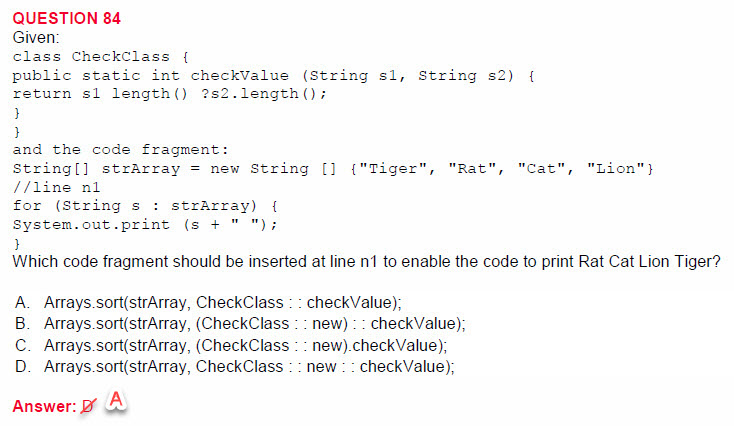 QUESTION 84
Given:
class CheckClass {
public static int checkValue (String s1, String s2) {
return s1 length() ?s2.length();
}
}
and the code fragment:
String[] strArray = new String [] {"Tiger", "Rat", "Cat", "Lion"}
//line n1
for (String s : strArray) {
System.out.print (s + " ");
}
Which code fragment should be inserted at line n1 to enable the code to print Rat Cat Lion Tiger?
A. Arrays.sort(strArray, CheckClass : : checkValue);
B. Arrays.sort(strArray, (CheckClass : : new) : : checkValue);
C. Arrays.sort(strArray, (CheckClass : : new).checkValue);
D. Arrays.sort(strArray, CheckClass : : new : : checkValue);
Answer: D A